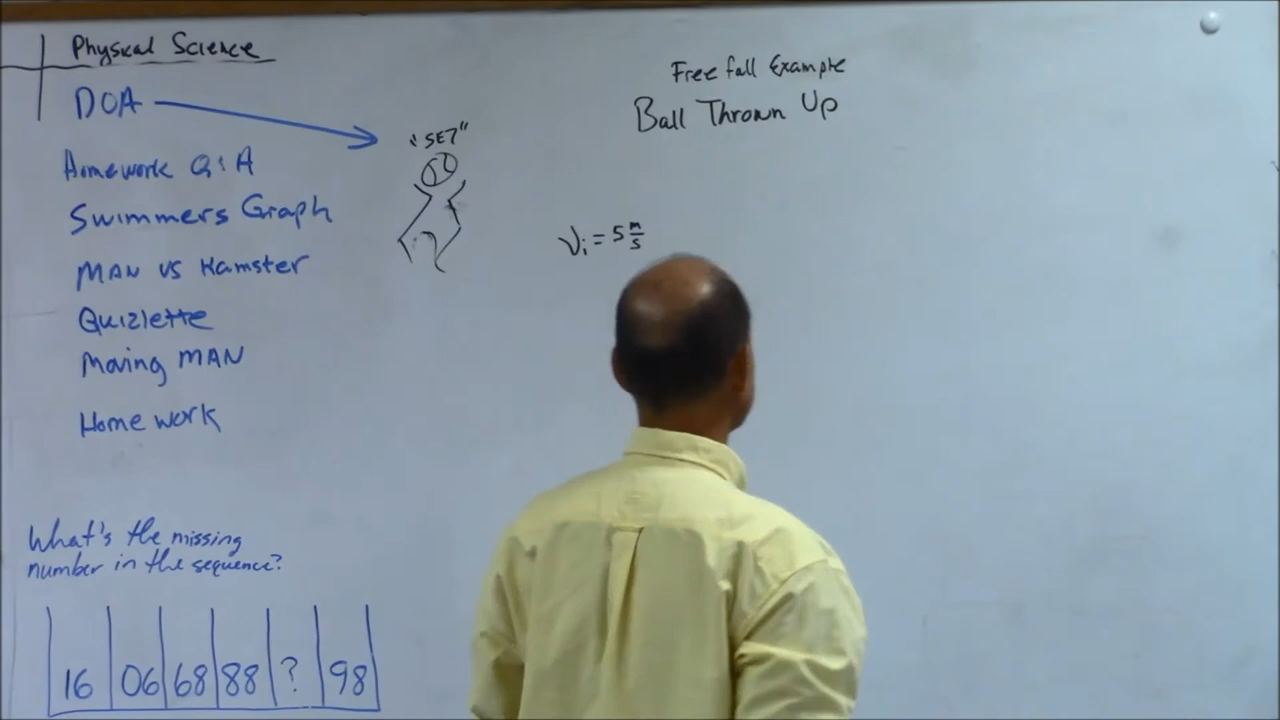 Physical Science
DOA
Homework Q&A
Swimmers Graph
MAN vs Hamster
Quizlette
Moving MAN
Homework
"SET"
Free fall Example
Ball Thrown Up
Vi = 5 m/s
What's the missing
number in the sequence?
16 06 68 88 ? 98